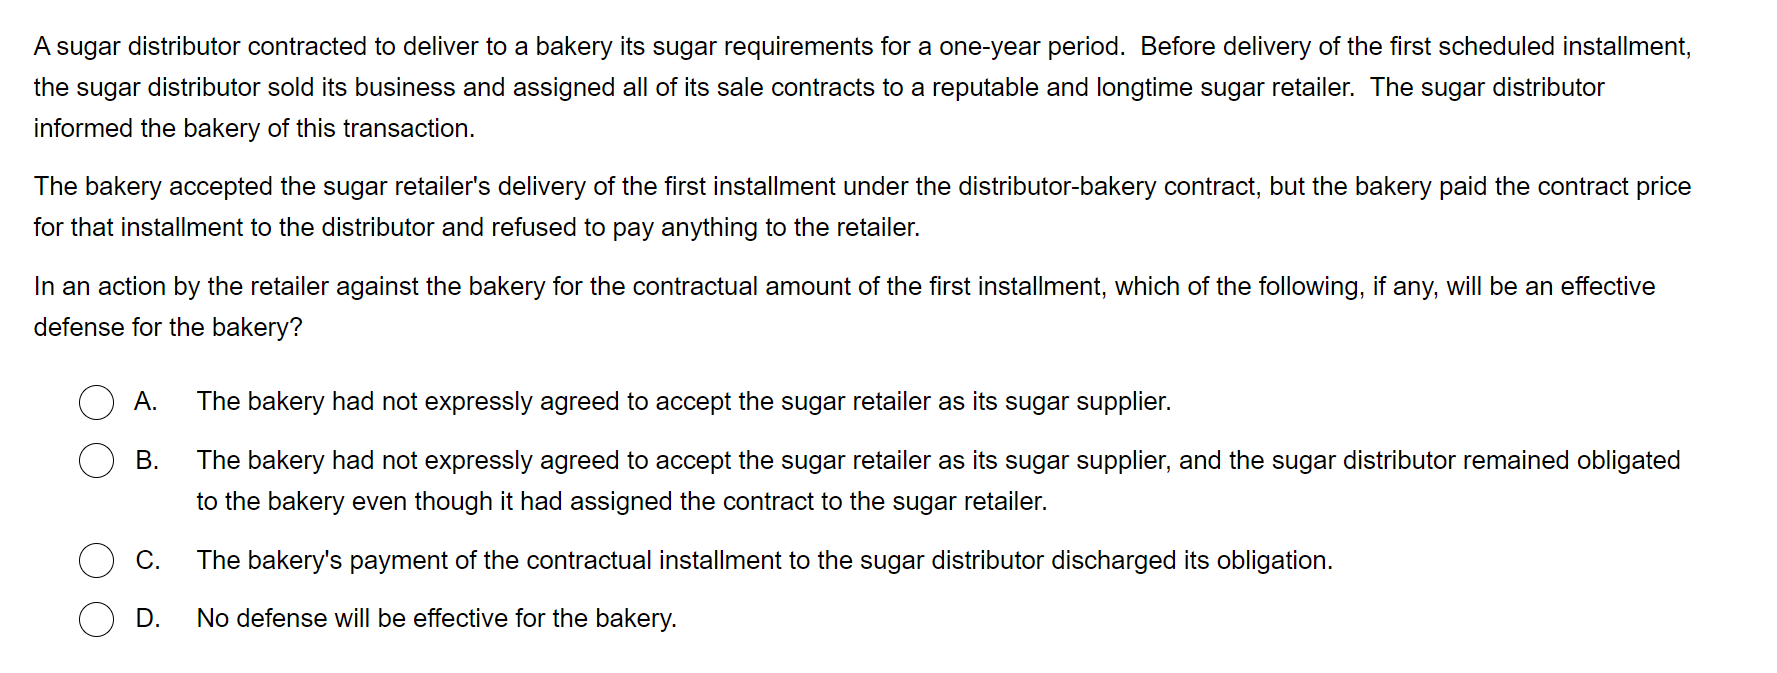 A sugar distributor contracted to deliver to a bakery its sugar requirements for a one-year period.  Before delivery of the first scheduled installment,
the sugar distributor sold its business and assigned all of its sale contracts to a reputable and longtime sugar retailer.  The sugar distributor
informed the bakery of this transaction.
The bakery accepted the sugar retailer's delivery of the first installment under the distributor-bakery contract, but the bakery paid the contract price
for that installment to the distributor and refused to pay anything to the retailer.
In an action by the retailer against the bakery for the contractual amount of the first installment, which of the following, if any, will be an effective
defense for the bakery?
A. The bakery had not expressly agreed to accept the sugar retailer as its sugar supplier.
B. The bakery had not expressly agreed to accept the sugar retailer as its sugar supplier, and the sugar distributor remained obligated
to the bakery even though it had assigned the contract to the sugar retailer.
C. The bakery's payment of the contractual installment to the sugar distributor discharged its obligation.
D. No defense will be effective for the bakery.